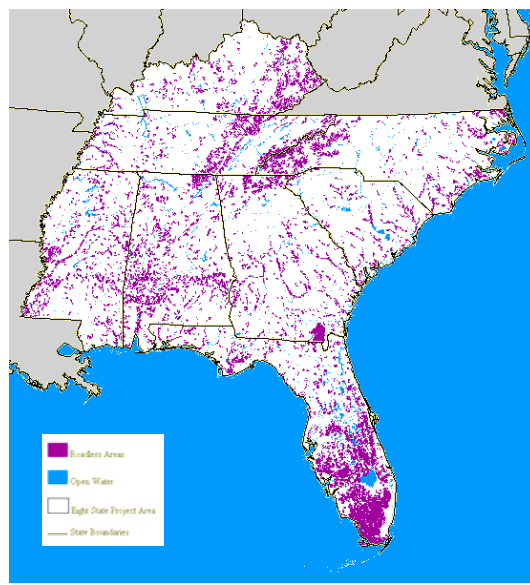 Roadless Areas
Open Water
Eight State Project Area
State Boundaries